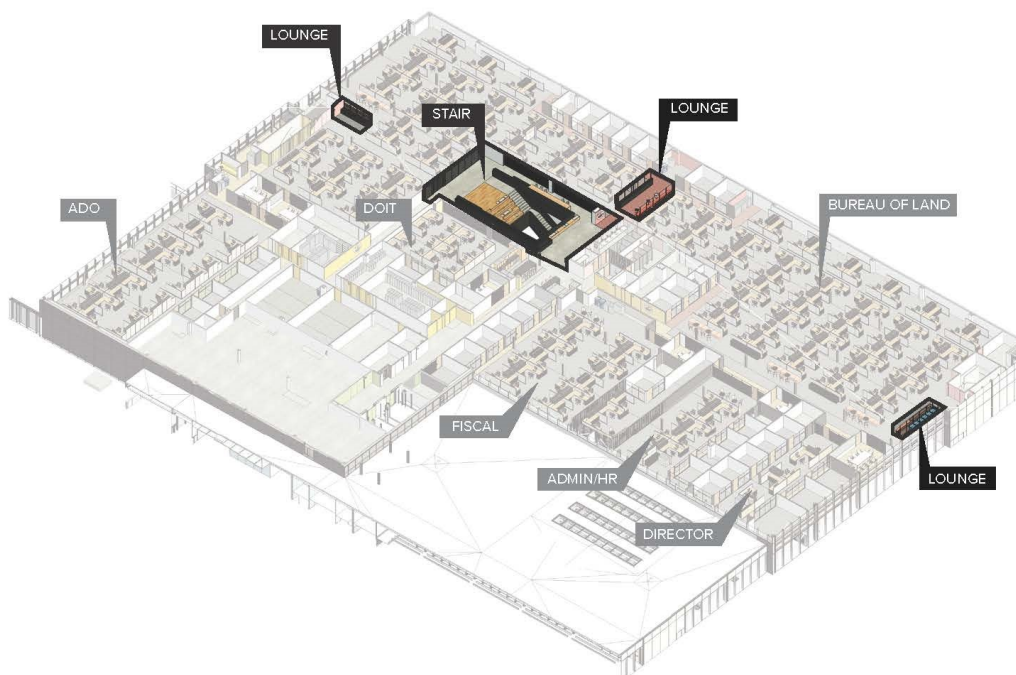 LOUNGE
STAIR
LOUNGE
ADO
DOIT
BUREAU OF LAND
FISCAL
ADMIN/HR
LOUNGE
DIRECTOR